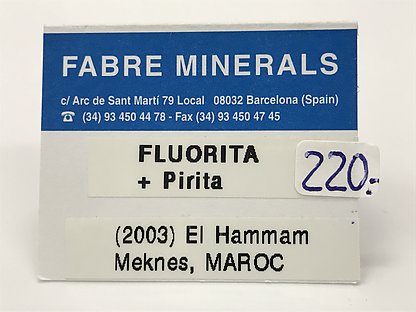 FABRE MINERALS
c/ Arc de Sant Martí 79 Local 08032 Barcelona (Spain)
☎ (34) 93 450 44 78 - Fax (34) 93 450 47 45
FLUORITA
+ Pirita
220.-
(2003) El Hammam
Meknes, MAROC